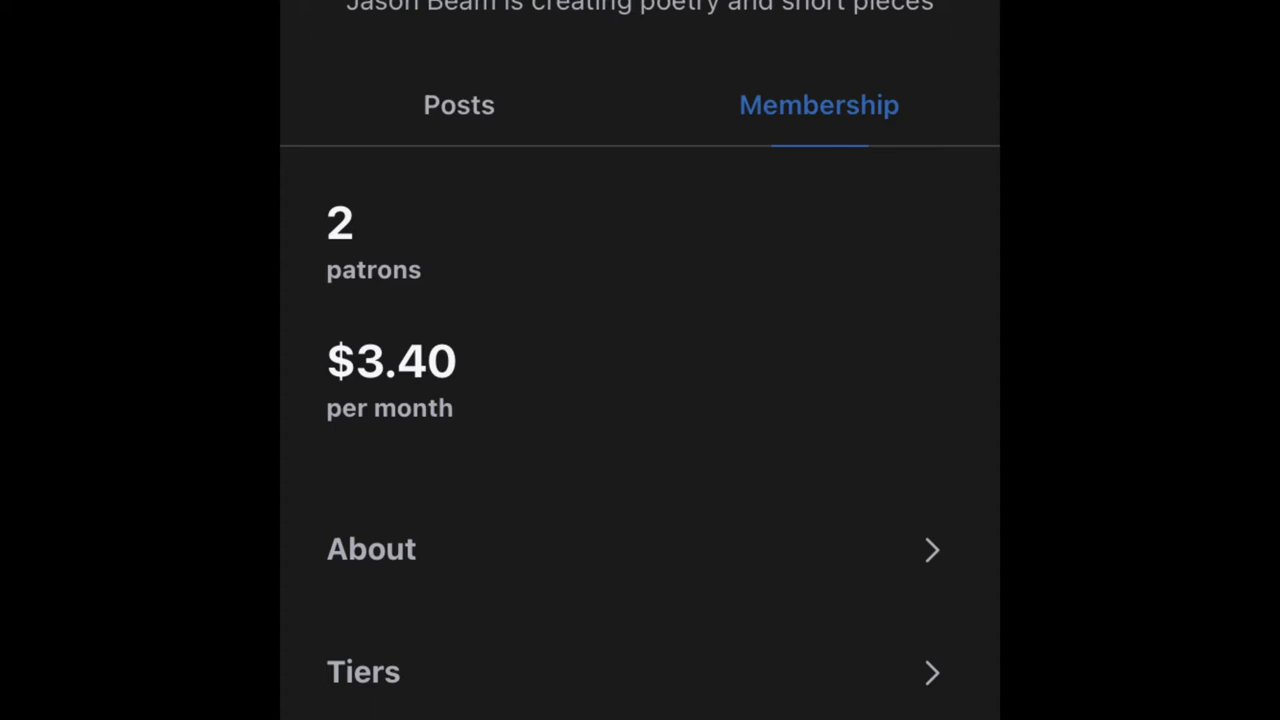 Jason Beam is creating poetry and short pieces
Posts
Membership
2
patrons
$3.40
per month
About
Tiers